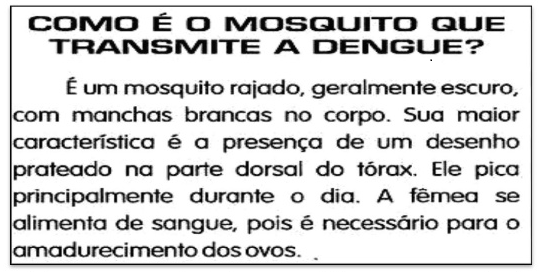 COMO É O MOSQUITO QUE
TRANSMITE A DENGUE?
É um mosquito rajado, geralmente escuro,
com manchas brancas no corpo. Sua maior
característica é a presença de um desenho
prateado na parte dorsal do tórax. Ele pica
principalmente durante o dia. A fêmea se
alimenta de sangue, pois é necessário para o
amadurecimento dos ovos.